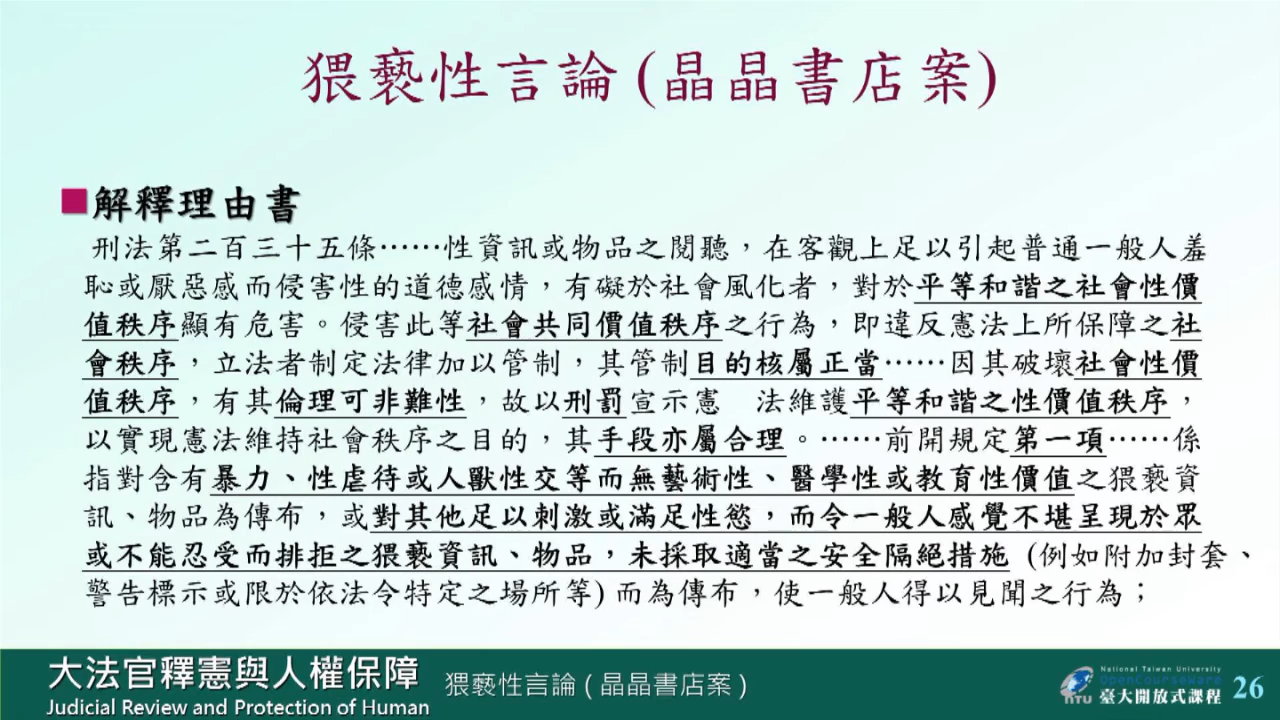 猥褻性言論 (晶晶書店案)
解釋理由書
刑法第二百三十五條……性資訊或物品之閱聽，在客觀上足以引起普通一般人羞
恥或厭惡感而侵害性的道德感情，有礙於社會風化者，對於平等和諧之社會性價
值秩序顯有危害。侵害此等社會共同價值秩序之行為，即違反憲法上所保障之社
會秩序，立法者制定法律加以管制，其管制目的核屬正當……因其破壞社會性價
值秩序，有其倫理可非難性，故以刑罰宣示憲　法維護平等和諧之性價值秩序，
以實現憲法維持社會秩序之目的，其手段亦屬合理。……前開規定第一項……係
指對含有暴力、性虐待或人獸性交等而無藝術性、醫學性或教育性價值之猥褻資
訊、物品為傳布，或對其他足以刺激或滿足性慾，而令一般人感覺不堪呈現於眾
或不能忍受而排拒之猥褻資訊、物品，未採取適當之安全隔絕措施 (例如附加封套、
警告標示或限於依法令特定之場所等) 而為傳布，使一般人得以見聞之行為；
大法官釋憲與人權保障
Judicial Review and Protection of Human
猥褻性言論 ( 晶晶書店案 )
National Taiwan University
OpenCourseWare
NTU 臺大開放式課程
26